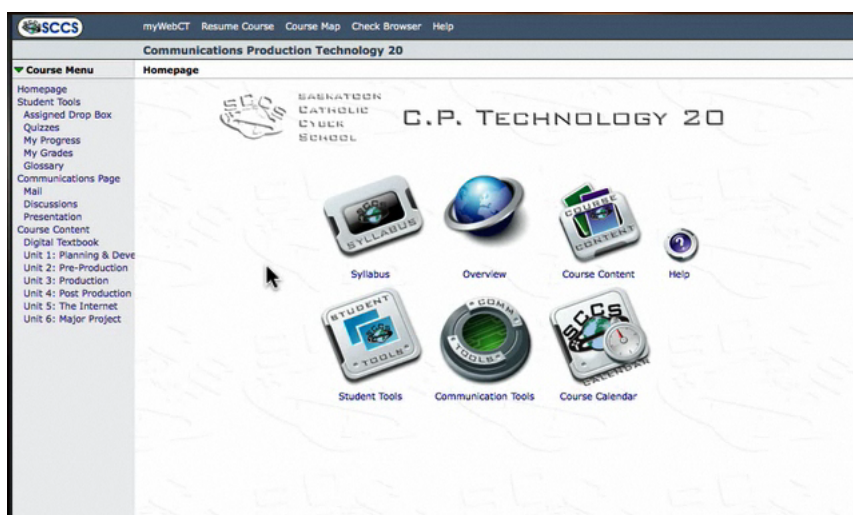 SCCS
myWebCT Resume Course Course Map Check Browser Help
Communications Production Technology 20
Course Menu
Homepage
Homepage
Student Tools
Assigned Drop Box
Quizzes
My Progress
My Grades
Glossary
Communications Page
Mail
Discussions
Presentation
Course Content
Digital Textbook
Unit 1: Planning & Deve
Unit 2: Pre-Production
Unit 3: Production
Unit 4: Post Production
Unit 5: The Internet
Unit 6: Major Project
SCCS
SASKATOON
CATHOLIC
CYBER
SCHOOL
C.P. TECHNOLOGY 20
SYLLABUS
Syllabus
Overview
COURSE
CONTENT
Course Content
?
Help
STUDENT
TOOLS
Student Tools
COMM
TOOLS
Communication Tools
SCCS
CALENDAR
Course Calendar